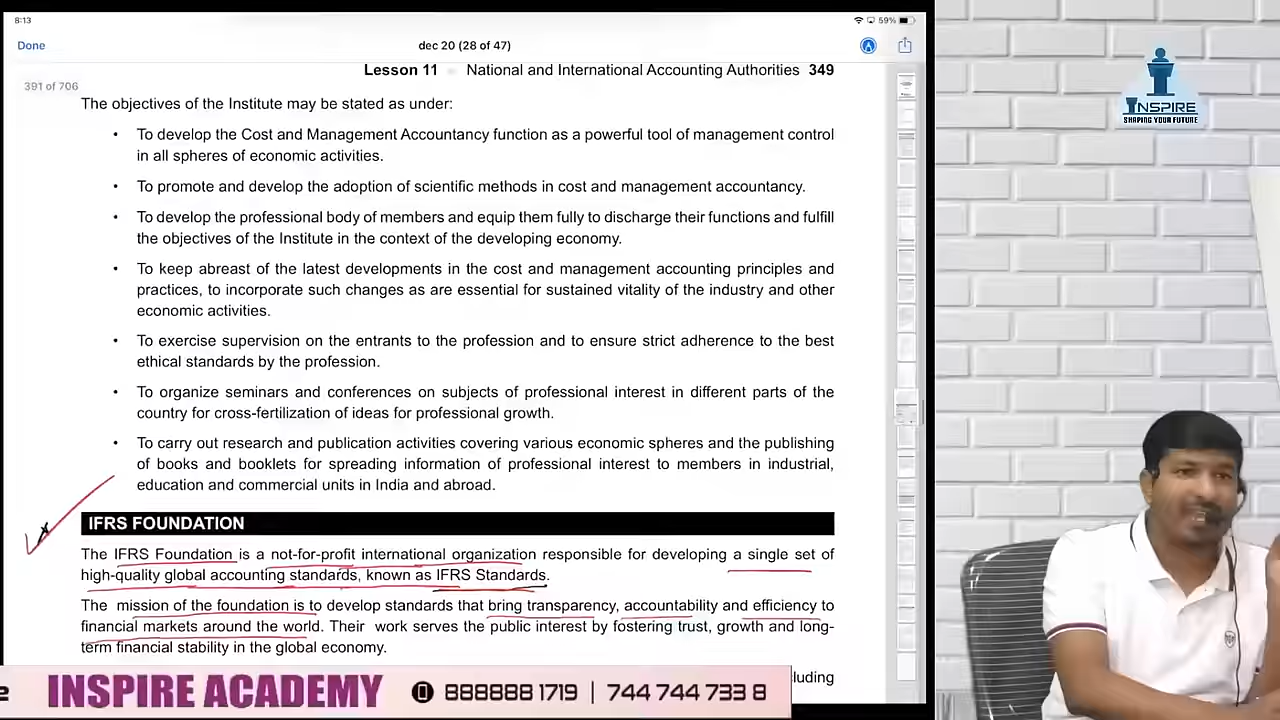 8:13
59%
Done
dec 20 (28 of 47)
391 of 706
Lesson 11 National and International Accounting Authorities 349
The objectives of the Institute may be stated as under:
• To develop the Cost and Management Accountancy function as a powerful tool of management control
in all spheres of economic activities.
• To promote and develop the adoption of scientific methods in cost and management accountancy.
• To develop the professional body of members and equip them fully to discharge their functions and fulfill
the objectives of the Institute in the context of the developing economy.
• To keep abreast of the latest developments in the cost and management accounting principles and
practices, to incorporate such changes as are essential for sustained vitality of the industry and other
economic activities.
• To exercise supervision on the entrants to the profession and to ensure strict adherence to the best
ethical standards by the profession.
• To organize seminars and conferences on subjects of professional interest in different parts of the
country for cross-fertilization of ideas for professional growth.
To carry out research and publication activities covering various economic spheres and the publishing
of books and booklets for spreading information of professional interest to members in industrial,
education and commercial units in India and abroad.
IFRS FOUNDATION
The IFRS Foundation is a not-for-profit international organization responsible for developing a single set of
high-quality global accounting standards, known as IFRS Standards.
The mission of the foundation is to develop standards that bring transparency, accountability and efficiency to
financial markets around the world. Their work serves the public interest by fostering trust, growth and long-
term financial stability in the global economy.
luding
e INSPIRE ACADEMY 888888 1719 | 744 744 733 8
INSPIRE
SHAPING YOUR FUTURE